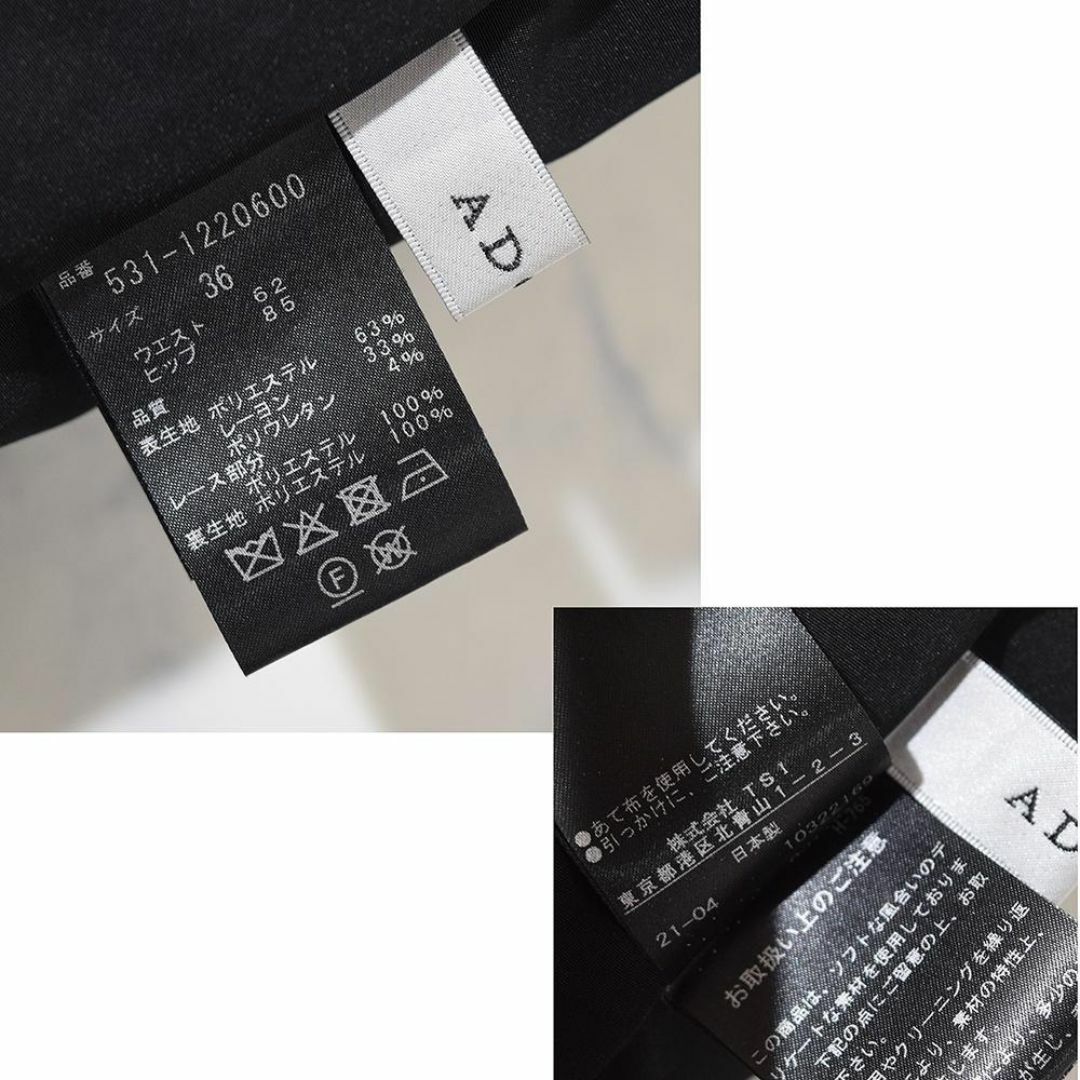 品番 531-1220600
サイズ 36
ウエスト 62
ヒップ 85
品質
表生地 ポリエステル 63%
レーヨン 33%
ポリウレタン 4%
レース部分
ポリエステル 100%
裏生地 ポリエステル 100%
F
W
AD
●あて布を使用してください。
●引っかけに、ご注意下さい。
株式会社 TS1
東京都港区北青山1-2-3
日本製
21-04
AD
お取扱い上のご注意
この商品は、ソフトな風合いのデ
リケートな素材を使用しておりま
下記の点にご留意の上、お取
下さい。
用やクリーニングを繰り返
により、素材の特性上、